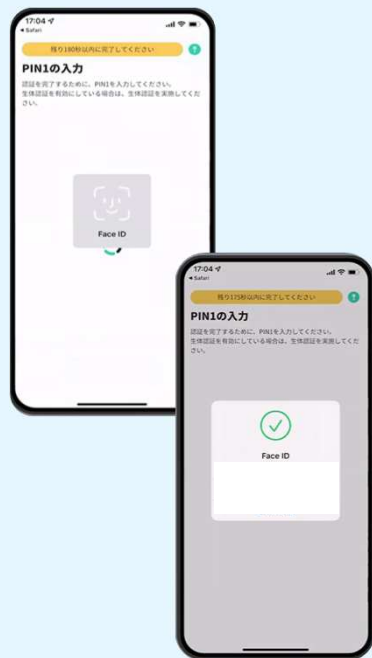 17:04
◀ Safari
残り180秒以内に完了してください
PIN1の入力
認証を完了するために、PIN1を入力してください。
生体認証を有効にしている場合は、生体認証を実施してくだ
さい。
Face ID
17:04
◀ Safari
残り175秒以内に完了してください
PIN1の入力
認証を完了するために、PIN1を入力してください。
生体認証を有効にしている場合は、生体認証を実施してくだ
さい。
Face ID